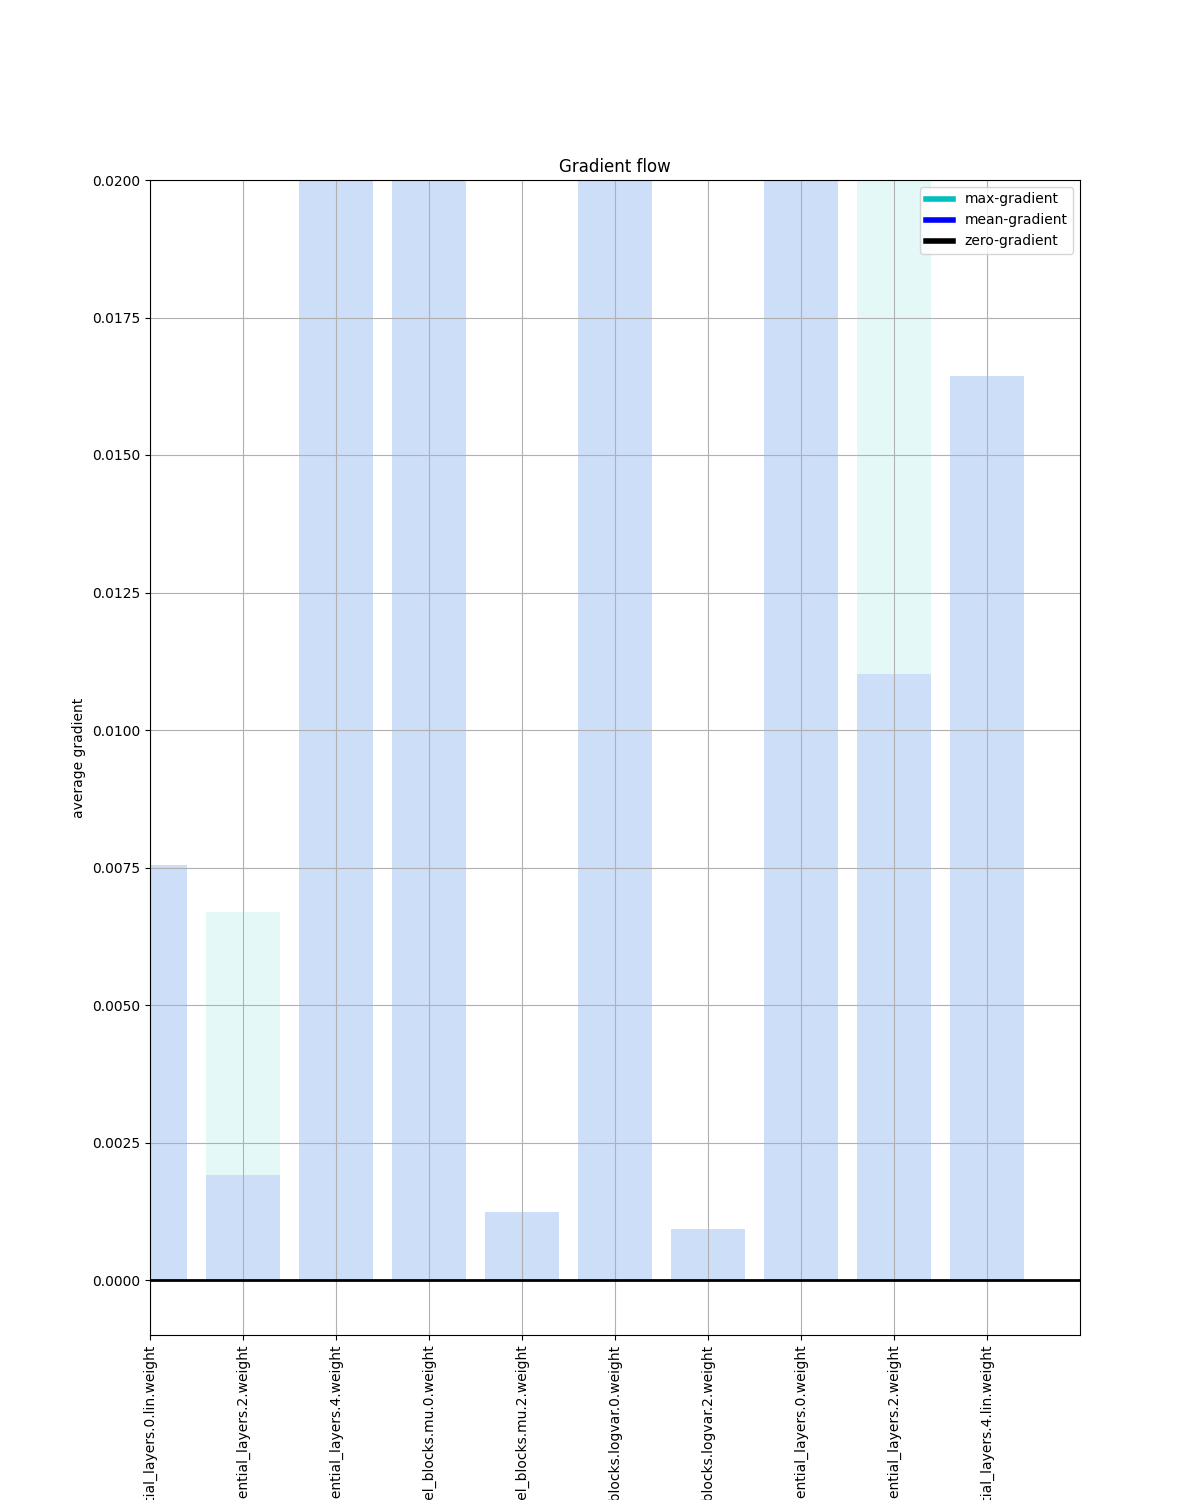 Gradient flow
max-gradient
mean-gradient
zero-gradient
0.0200
0.0175
0.0150
0.0125
0.0100
0.0075
0.0050
0.0025
0.0000
average gradient
tial_layers.0.lin.weight
ential_layers.2.weight
ential_layers.4.weight
el_blocks.mu.0.weight
el_blocks.mu.2.weight
blocks.logvar.0.weight
blocks.logvar.2.weight
ential_layers.0.weight
ential_layers.2.weight
tial_layers.4.lin.weight